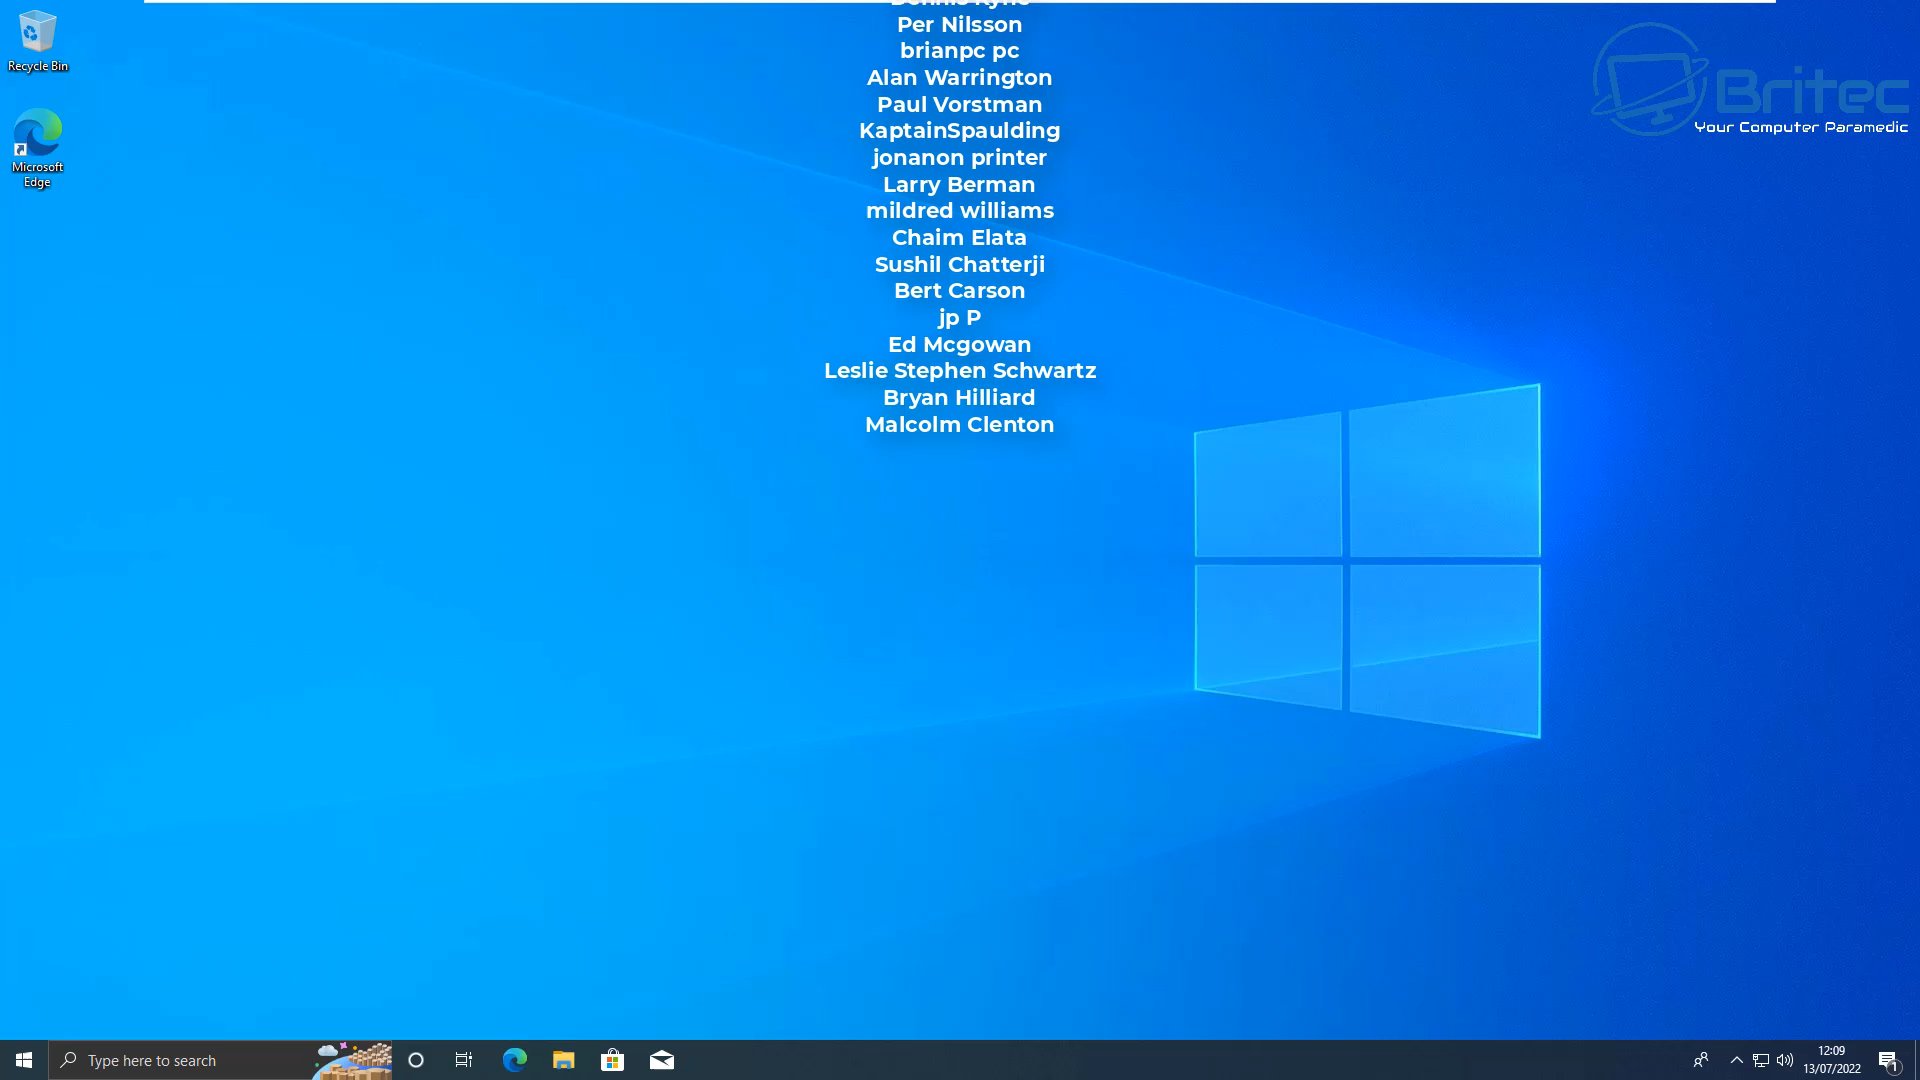 Per Nilsson
brianpc pc
Alan Warrington
Paul Vorstman
KaptainSpaulding
jonanon printer
Larry Berman
mildred williams
Chaim Elata
Sushil Chatterji
Bert Carson
jp P
Ed Mcgowan
Leslie Stephen Schwartz
Bryan Hilliard
Malcolm Clenton
Recycle Bin
Microsoft
Edge
Britec
Your Computer Paramedic
Type here to search
12:09
13/07/2022
1